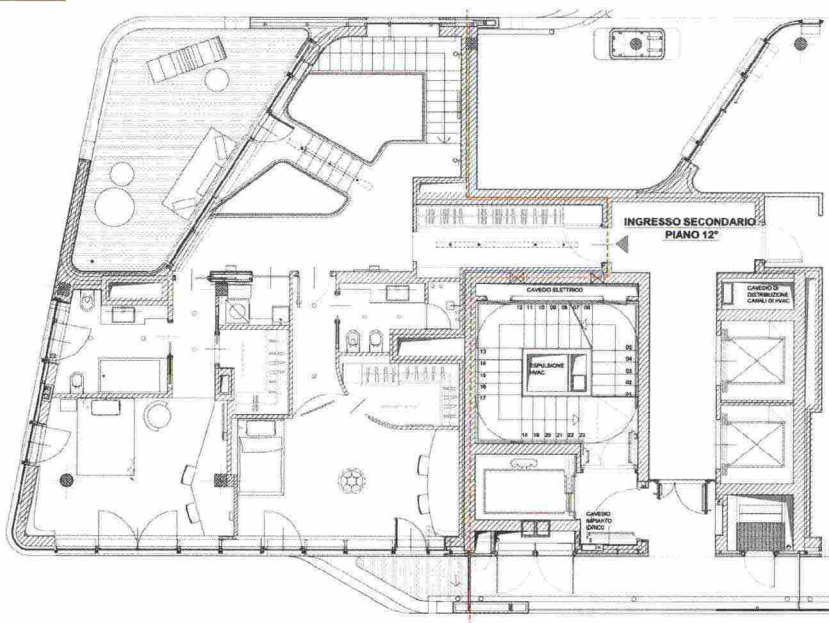 INGRESSO SECONDARIO
PIANO 12°
CAVEDIO ELETTRICO
CAVEDIO DI
DISTRIBUZIONE
CANALI DI HVAC
12 11 10 09 08 07 06
13
14
15
16
17
ESPULSIONE
HVAC
05
04
03
02
01
18 19 20 21 22 23
CAVEDIO
IMPIANTO
IDRICO